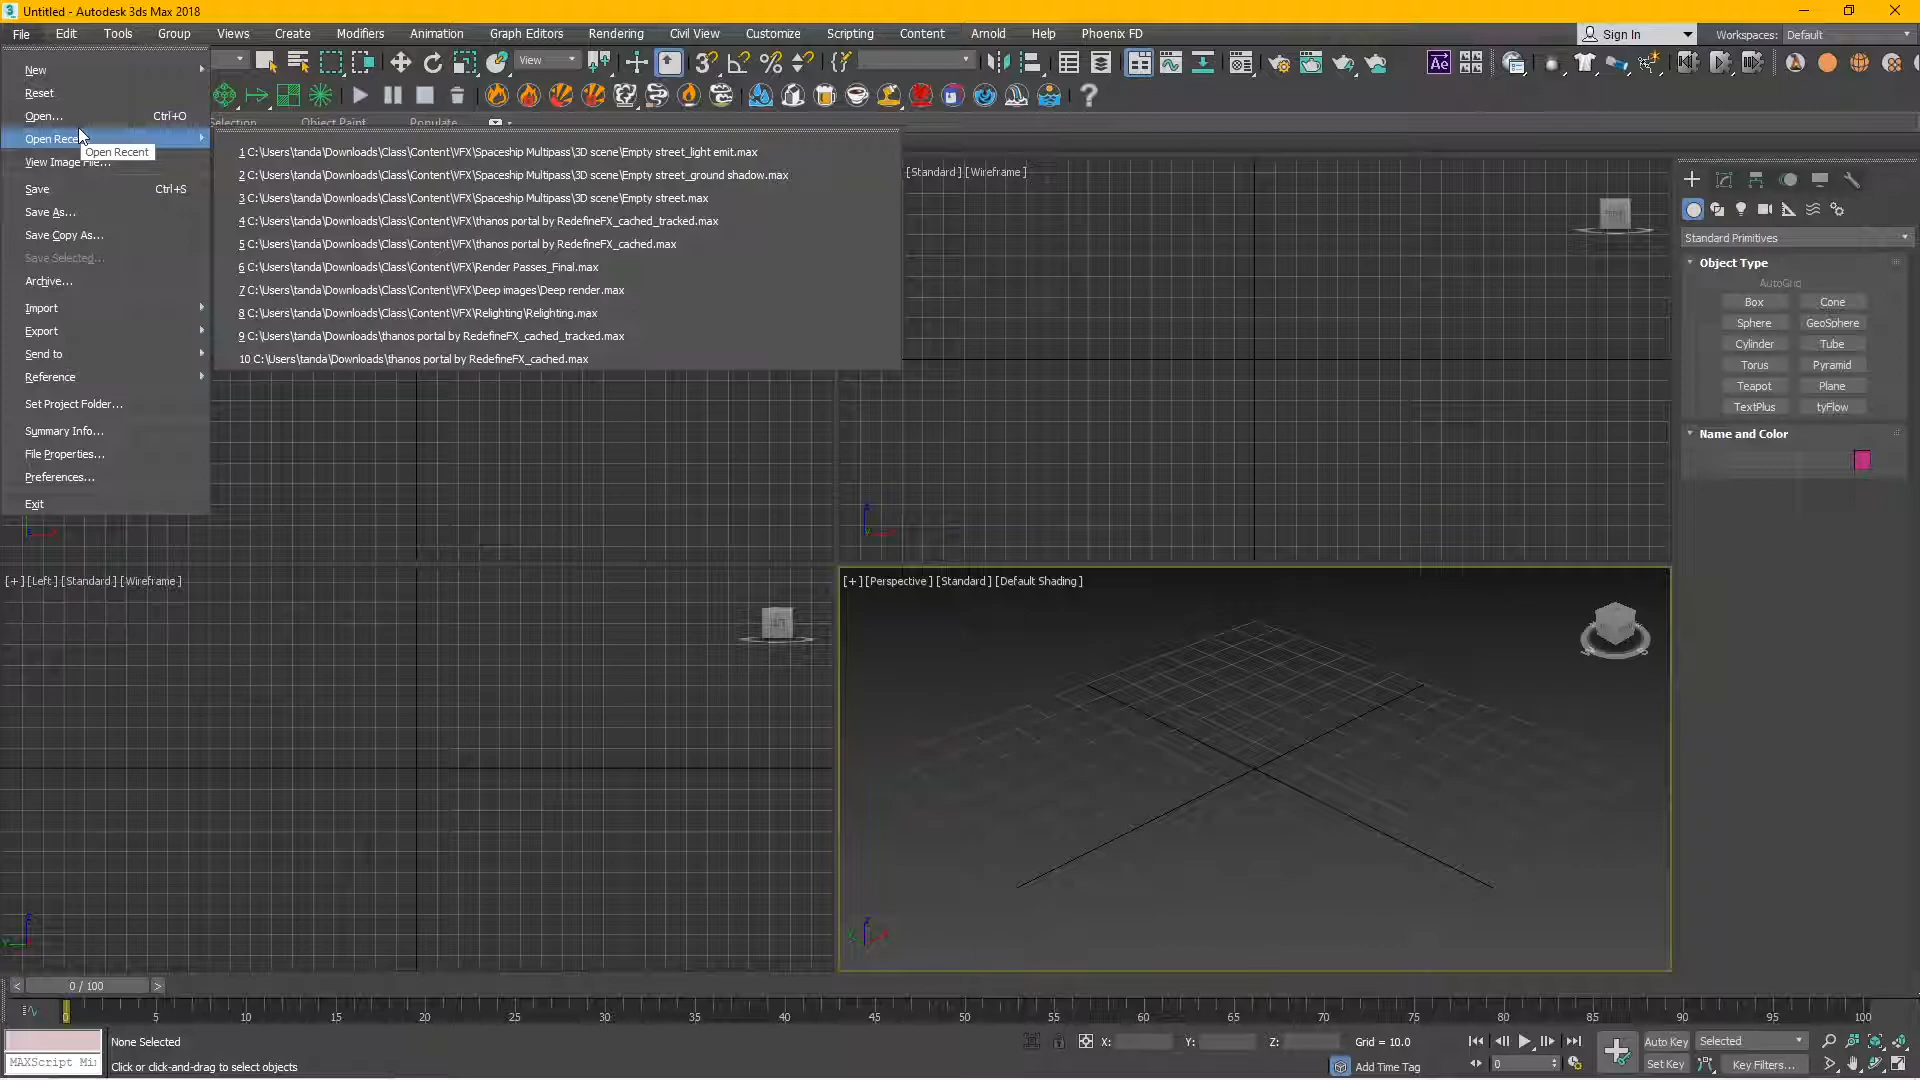 Untitled - Autodesk 3ds Max 2018
File Edit Tools Group Views Create Modifiers Animation Graph Editors Rendering Civil View Customize Scripting Content Arnold Help Phoenix FD
Sign In
Workspaces: Default
View
Selection Object Paint Populate
New
Reset
Open... Ctrl+O
Open Rece
Open Recent
View Image File...
Save Ctrl+S
Save As...
Save Copy As...
Save Selected...
Archive...
Import
Export
Send to
Reference
Set Project Folder...
Summary Info...
File Properties...
Preferences...
Exit
1 C:\Users\tanda\Downloads\Class\Content\VFX\Spaceship Multipass\3D scene\Empty street_light emit.max
2 C:\Users\tanda\Downloads\Class\Content\VFX\Spaceship Multipass\3D scene\Empty street_ground shadow.max
3 C:\Users\tanda\Downloads\Class\Content\VFX\Spaceship Multipass\3D scene\Empty street.max
4 C:\Users\tanda\Downloads\Class\Content\VFX\thanos portal by RedefineFX_cached_tracked.max
5 C:\Users\tanda\Downloads\Class\Content\VFX\thanos portal by RedefineFX_cached.max
6 C:\Users\tanda\Downloads\Class\Content\VFX\Render Passes_Final.max
7 C:\Users\tanda\Downloads\Class\Content\VFX\Deep images\Deep render.max
8 C:\Users\tanda\Downloads\Class\Content\VFX\Relighting\Relighting.max
9 C:\Users\tanda\Downloads\thanos portal by RedefineFX_cached_tracked.max
10 C:\Users\tanda\Downloads\thanos portal by RedefineFX_cached.max
[Standard] [Wireframe]
Standard Primitives
Object Type
AutoGrid
Box Cone
Sphere GeoSphere
Cylinder Tube
Torus Pyramid
Teapot Plane
TextPlus tyFlow
Name and Color
[+] [Left] [Standard] [Wireframe]
[+] [Perspective] [Standard] [Default Shading]
< 0 / 100 >
0 5 10 15 20 25 30 35 40 45 50 55 60 65 70 75 80 85 90 95 100
None Selected
X: Y: Z: Grid = 10.0
Auto Key Selected
MAXScript Mi
Click or click-and-drag to select objects
Add Time Tag
0
Set Key Key Filters...